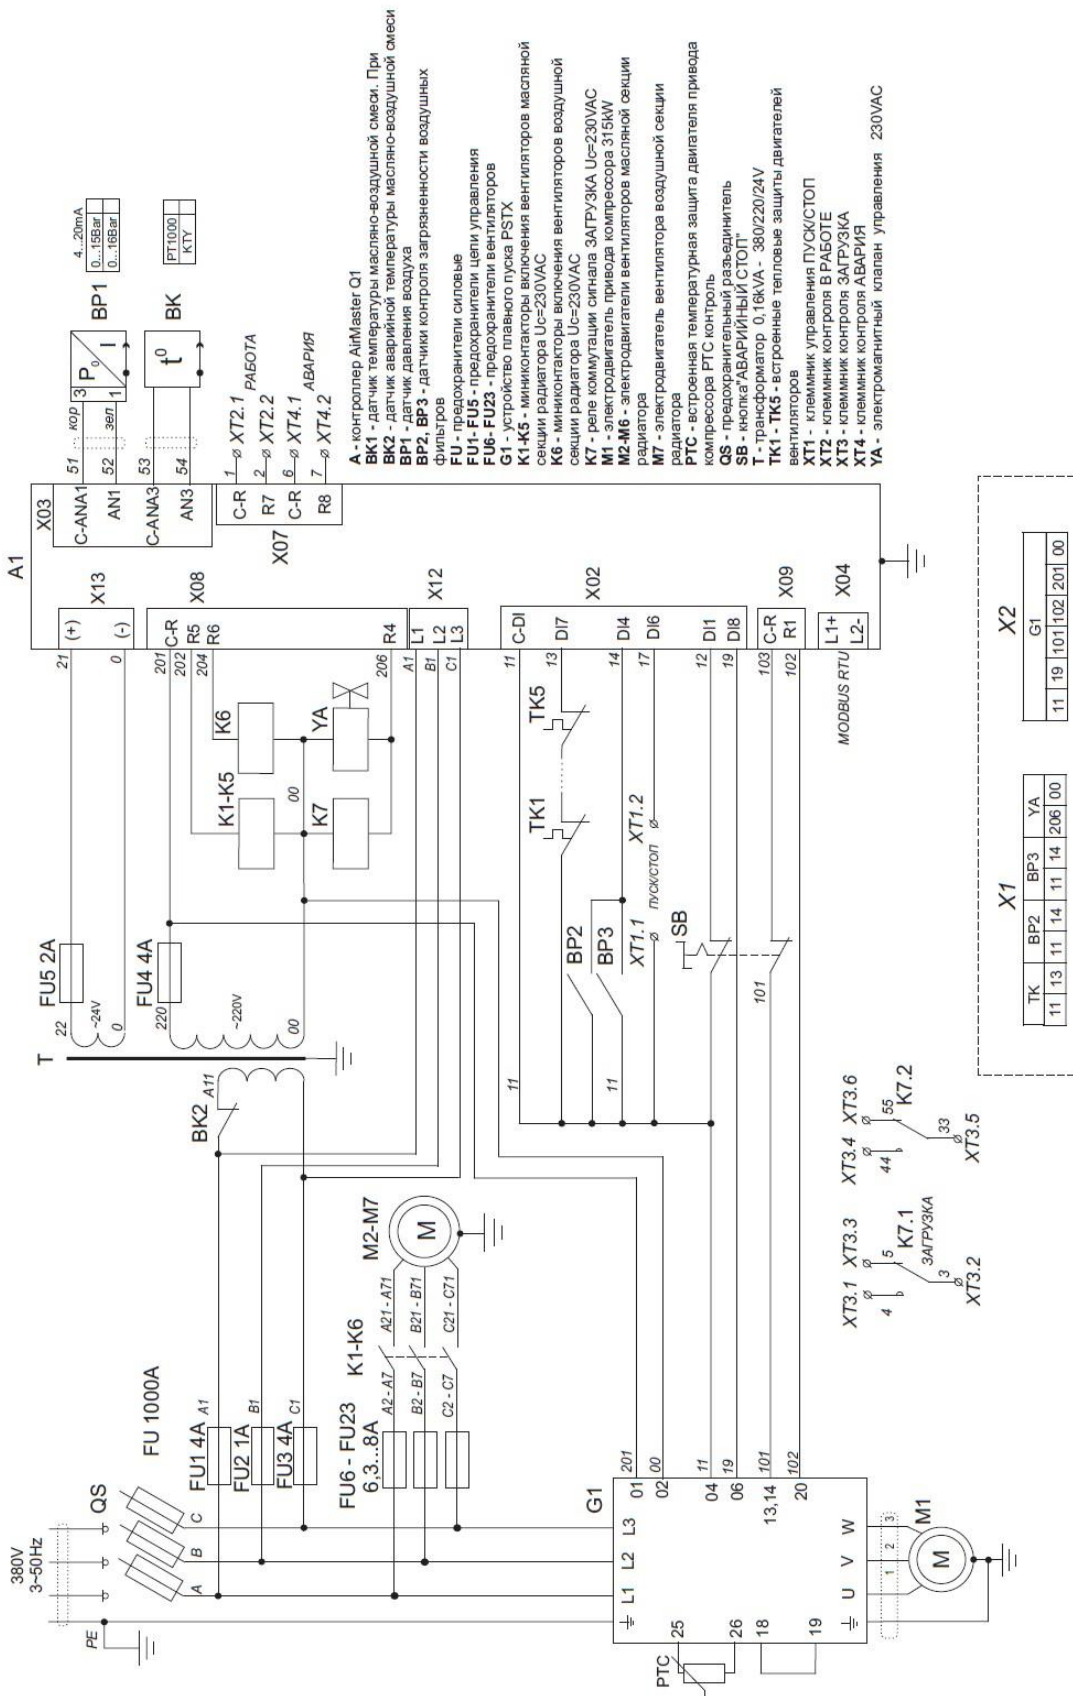 380V
3~50Hz
PE
QS
FU 1000A
A
B
C
FU1 4A
A1
FU2 1A
B1
FU3 4A
C1
FU6 - FU23
6,3...8A
A2 - A7
B2 - B7
C2 - C7
K1-K6
A21 - A71
B21 - B71
C21 - C71
M2-M7
M
BK2
A11
T
22
~24V
0
220
~220V
00
FU5 2A
FU4 4A
K1-K5
K6
00
K7
YA
21
0
201
202
204
206
A1
B1
C1
A1
(+)
(-)
X13
C-R
R5
R6
R4
X08
L1
L2
L3
X12
C-DI
DI7
DI4
DI6
DI1
DI8
X02
C-R
R1
X09
L1+
L2-
X04
MODBUS RTU
11
13
14
17
12
19
103
102
X03
C-ANA1
AN1
C-ANA3
AN3
51
кор
3
52
зел
1
53
54
P
0
I
BP1
4...20mA
0...15Bar
0...16Bar
t⁰
BK
PT1000
KTY
X07
C-R
R7
C-R
R8
1
XT2.1
РАБОТА
2
XT2.2
6
XT4.1
АВАРИЯ
7
XT4.2
TK1
TK5
BP2
BP3
XT1.1
ПУСК/СТОП
XT1.2
SB
11
11
101
G1
L1
L2
L3
201
01
00
02
11
04
19
06
101
13,14
102
20
25
26
18
19
PTC
U
V
W
1
2
3
M1
M
XT3.1
XT3.3
4
5
K7.1
ЗАГРУЗКА
3
XT3.2
XT3.4
XT3.6
44
55
K7.2
33
XT3.5
X1
TK BP2 BP3 YA
11 13 11 14 11 14 206 00
X2
G1
11 19 101 102 201 00
A - контроллер AirMaster Q1
BK1 - датчик температуры масляно-воздушной смеси. При
BK2 - датчик аварийной температуры масляно-воздушной смеси
BP1 - датчик давления воздуха
BP2, BP3 - датчики контроля загрязненности воздушных
фильтров
FU - предохранители силовые
FU1- FU5 - предохранители цепи управления
FU6- FU23 - предохранители вентиляторов
G1 - устройство плавного пуска PSTX
K1-K5 - миниконтакторы включения вентиляторов масляной
секции радиатора Uc=230VAC
K6 - миниконтакторы включения вентиляторов воздушной
секции радиатора Uc=230VAC
K7 - реле коммутации сигнала ЗАГРУЗКА Uc=230VAC
M1 - электродвигатель привода компрессора 315kW
M2-M6 - электродвигатели вентиляторов масляной секции
радиатора
M7 - электродвигатель вентилятора воздушной секции
радиатора
PTC - встроенная температурная защита двигателя привода
компрессора PTC контроль
QS - предохранительный разъединитель
SB - кнопка"АВАРИЙНЫЙ СТОП"
T - трансформатор 0,16kVA - 380/220/24V
TK1 - TK5 - встроенные тепловые защиты двигателей
вентиляторов
XT1 - клеммник управления ПУСК/СТОП
XT2 - клеммник контроля В РАБОТЕ
XT3 - клеммник контроля ЗАГРУЗКА
XT4 - клеммник контроля АВАРИЯ
YA - электромагнитный клапан управления 230VAC